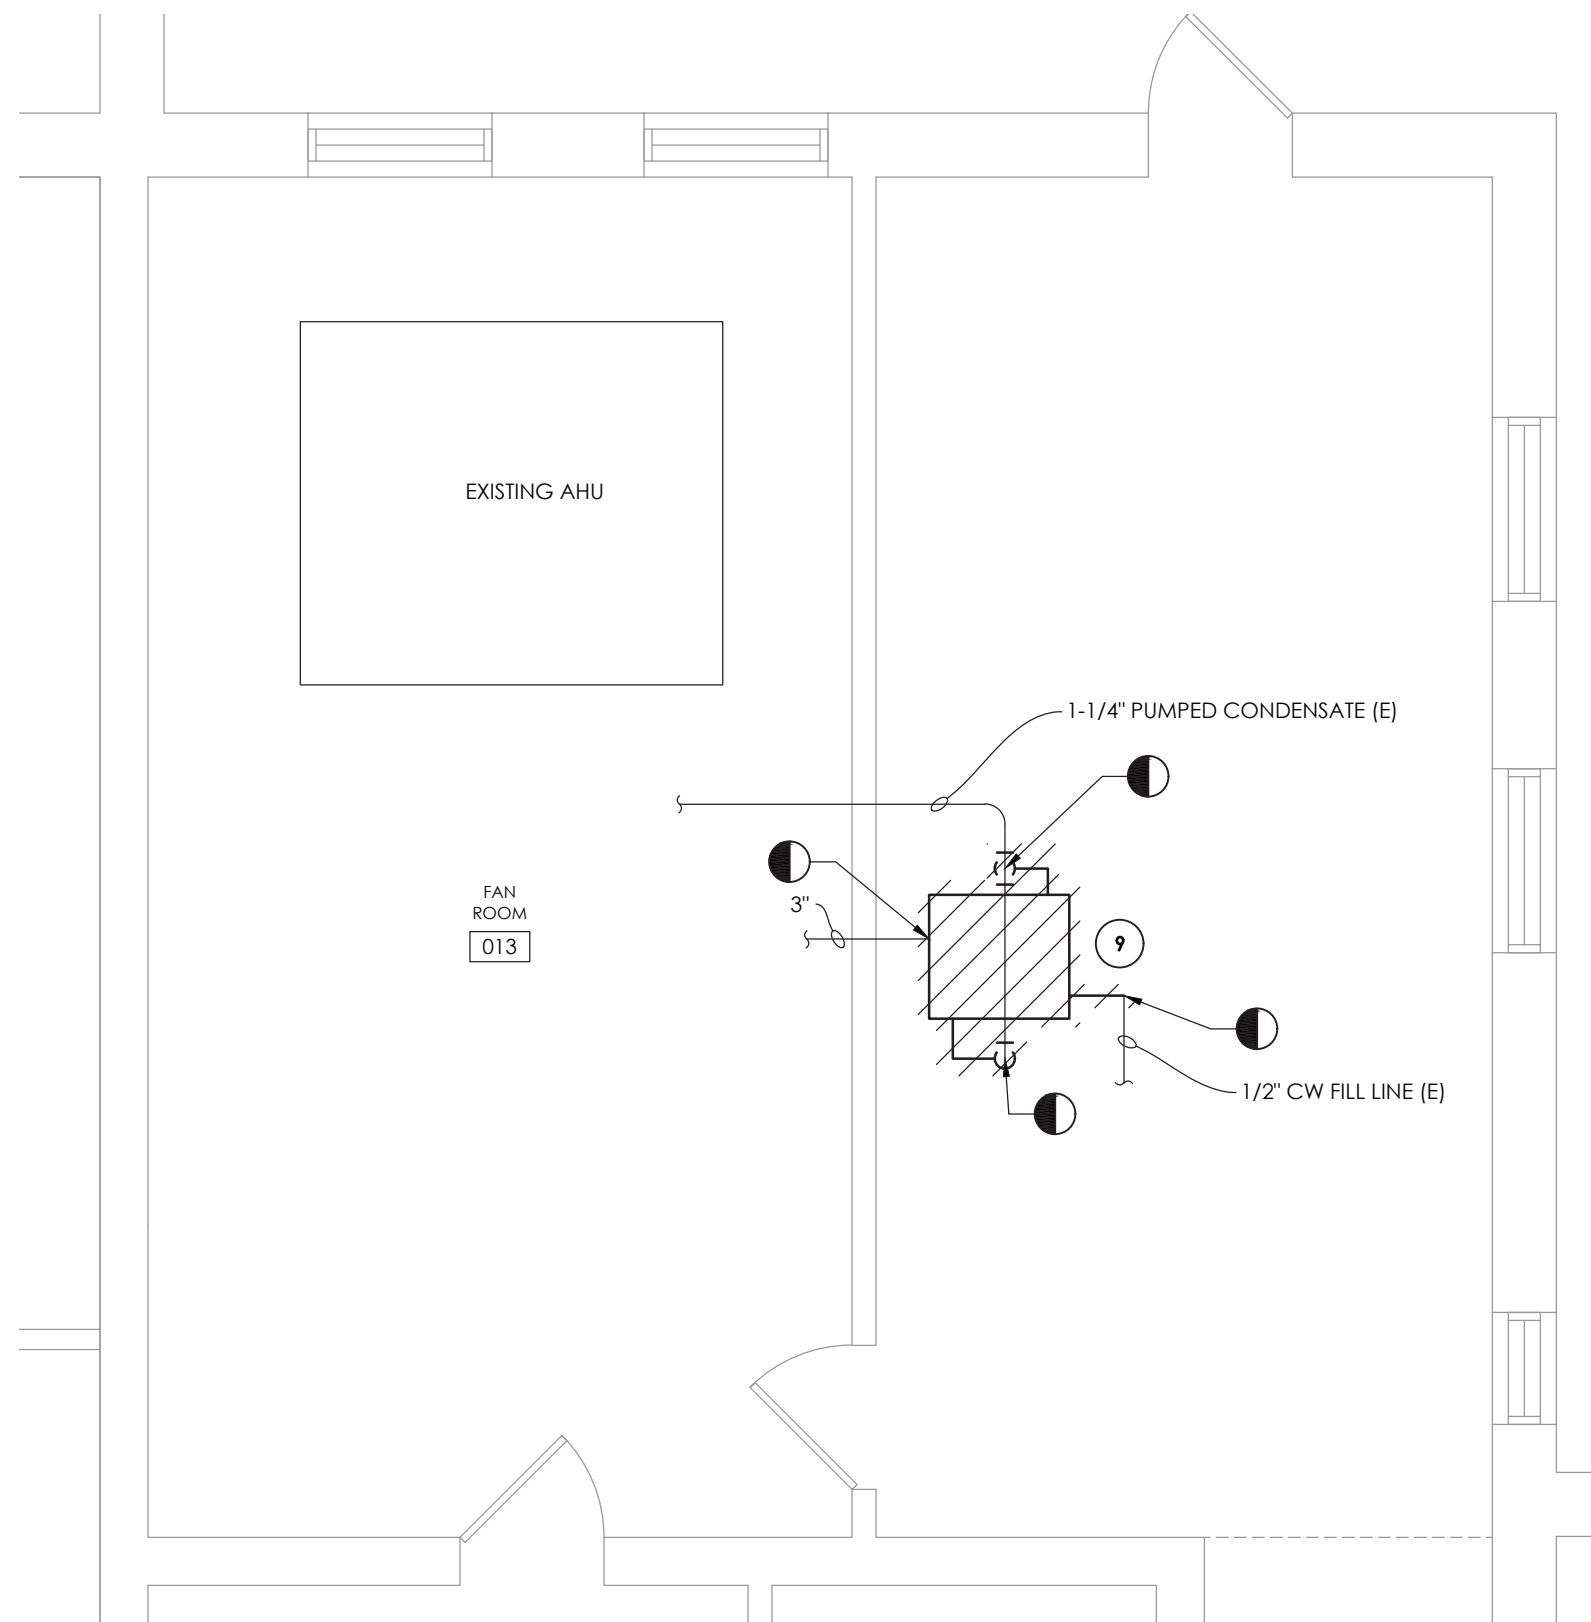 EXISTING AHU
1-1/4" PUMPED CONDENSATE (E)
FAN
ROOM
013
3"
9
1/2" CW FILL LINE (E)